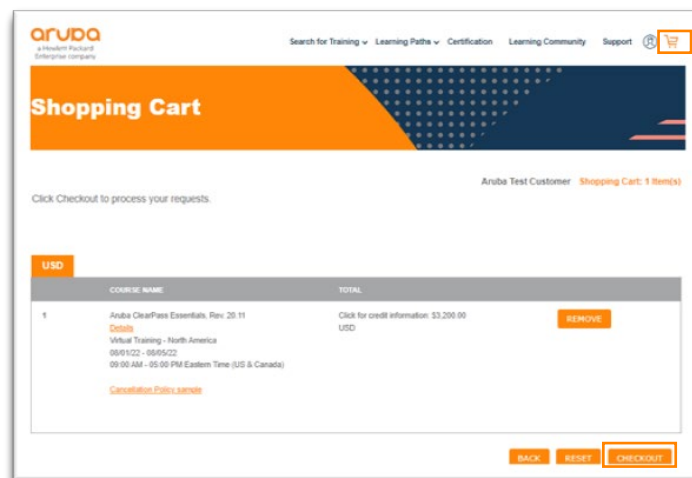 aruba
a Hewlett Packard
Enterprise company
Search for Training Learning Paths Certification Learning Community Support
Shopping Cart
Aruba Test Customer Shopping Cart: 1 Item(s)
Click Checkout to process your requests.
USD
COURSE NAME TOTAL
1 Aruba ClearPass Essentials, Rev. 20.11 Click for credit information: $3,200.00 REMOVE
Details USD
Virtual Training - North America
08/01/22 - 08/05/22
09:00 AM - 05:00 PM Eastern Time (US & Canada)
Cancellation Policy sample
BACK RESET CHECKOUT